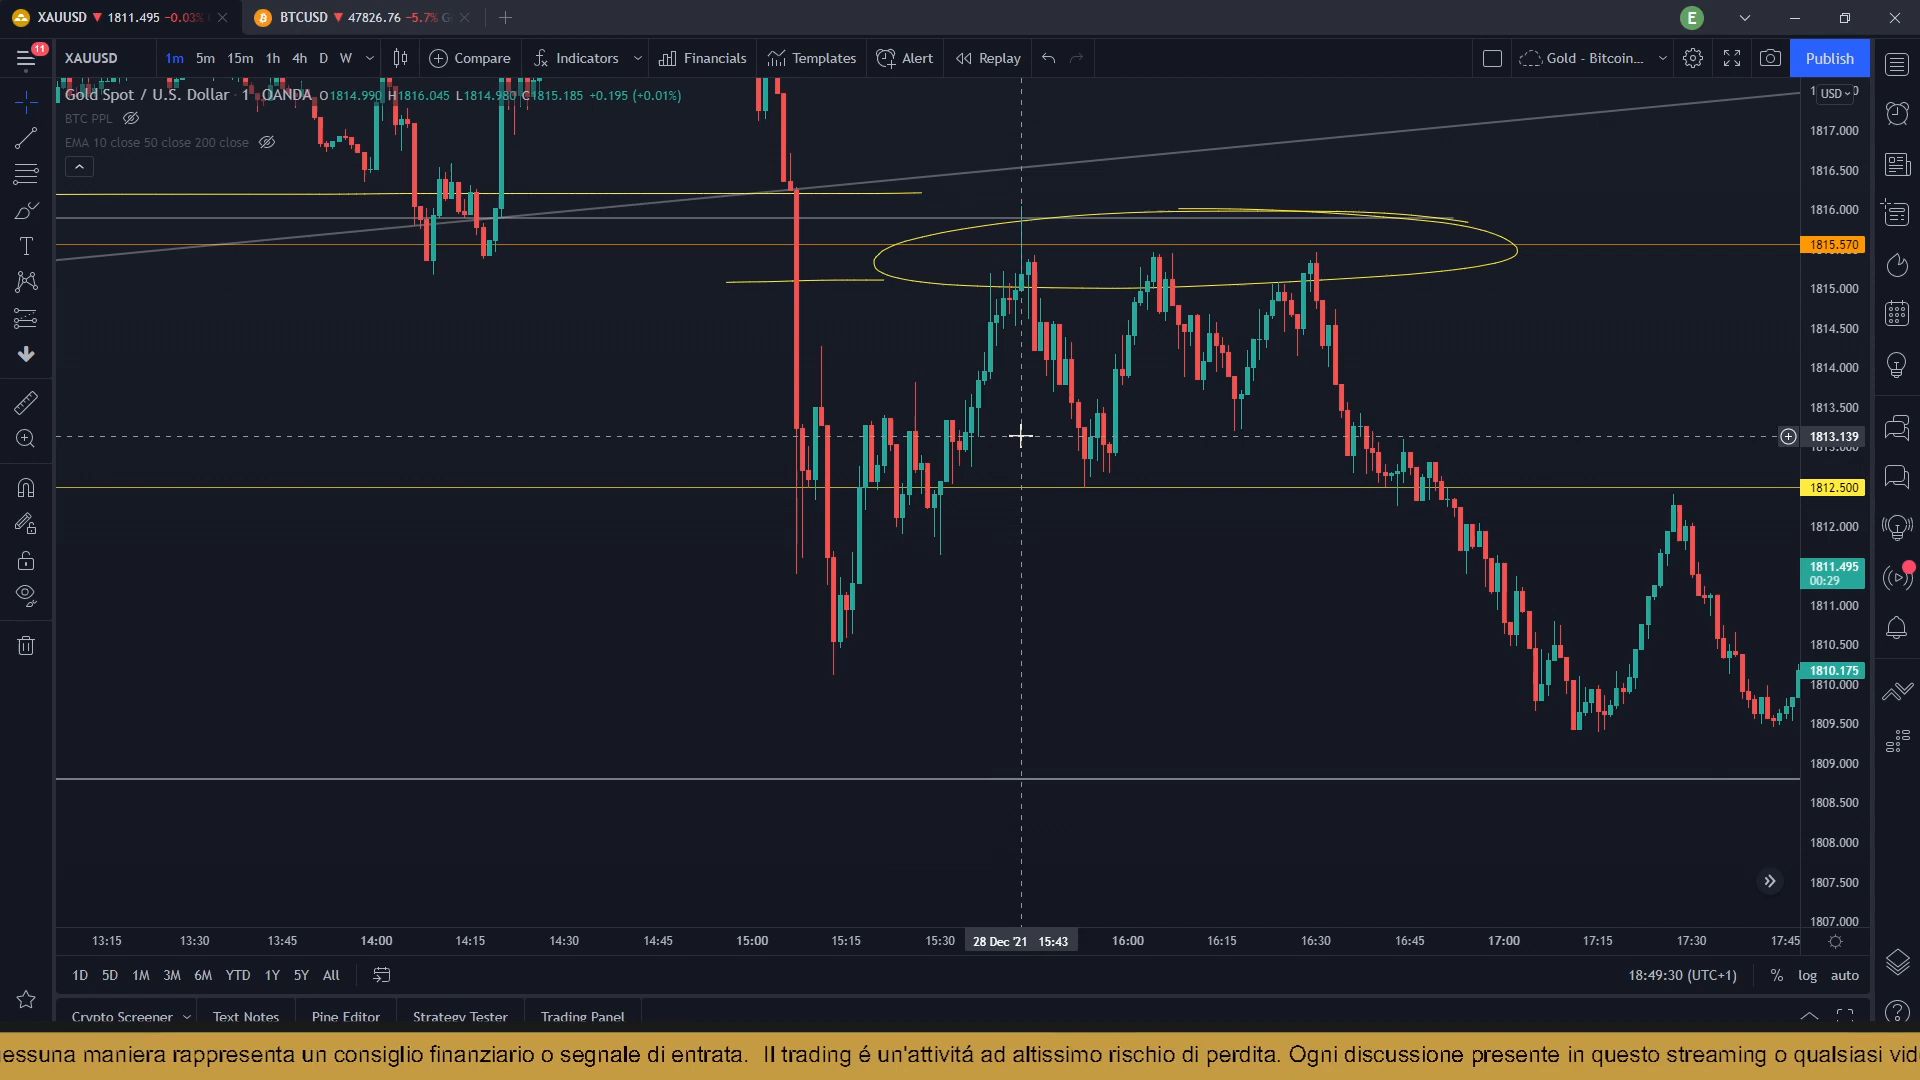 XAUUSD ▼ 1811.495 −0.03%
BTCUSD ▼ 47826.76 −5.7%
E
11
XAUUSD 1m 5m 15m 1h 4h D W Compare Indicators Financials Templates Alert Replay Gold - Bitcoin... Publish
Gold Spot / U.S. Dollar · 1 · OANDA O1814.990 H1816.045 L1814.980 C1815.185 +0.195 (+0.01%)
BTC PPL
EMA 10 close 50 close 200 close
USD
1817.000
1816.500
1816.000
1815.570
1815.000
1814.500
1814.000
1813.500
1813.139
1813.000
1812.500
1812.000
1811.495
00:29
1811.000
1810.500
1810.175
1810.000
1809.500
1809.000
1808.500
1808.000
1807.500
1807.000
13:15 13:30 13:45 14:00 14:15 14:30 14:45 15:00 15:15 15:30 28 Dec '21 15:43 16:00 16:15 16:30 16:45 17:00 17:15 17:30 17:45
1D 5D 1M 3M 6M YTD 1Y 5Y All 18:49:30 (UTC+1) % log auto
Crypto Screener Text Notes Pine Editor Strategy Tester Trading Panel
essuna maniera rappresenta un consiglio finanziario o segnale di entrata. Il trading é un'attivitá ad altissimo rischio di perdita. Ogni discussione presente in questo streaming o qualsiasi vid